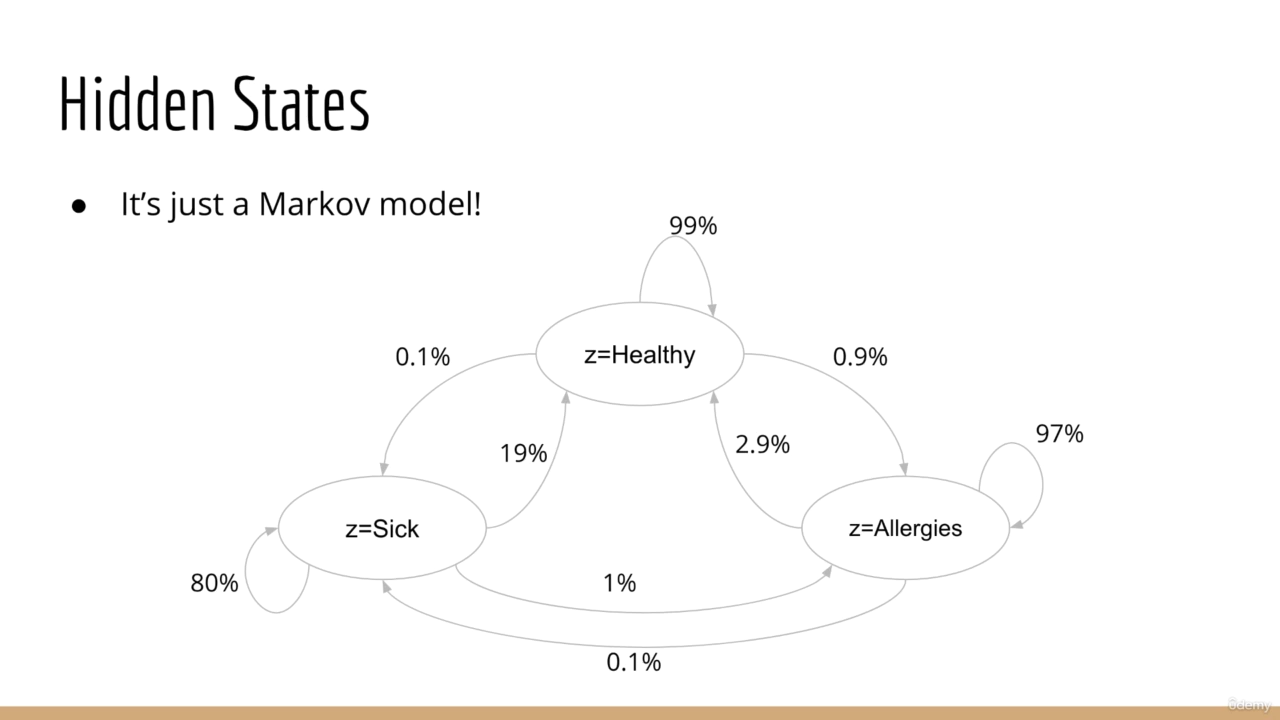 Hidden States
● It’s just a Markov model!
99%
z=Healthy
0.1%
0.9%
19%
2.9%
97%
z=Sick
z=Allergies
80%
1%
0.1%
ûdemy